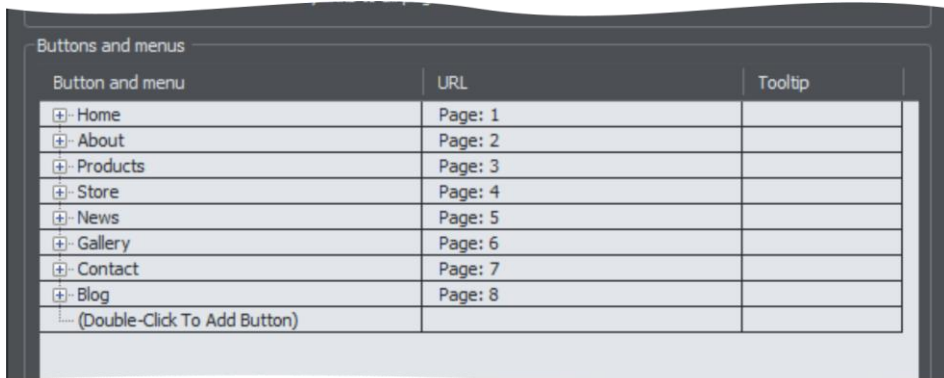 Buttons and menus
Button and menu URL Tooltip
Home Page: 1
About Page: 2
Products Page: 3
Store Page: 4
News Page: 5
Gallery Page: 6
Contact Page: 7
Blog Page: 8
(Double-Click To Add Button)